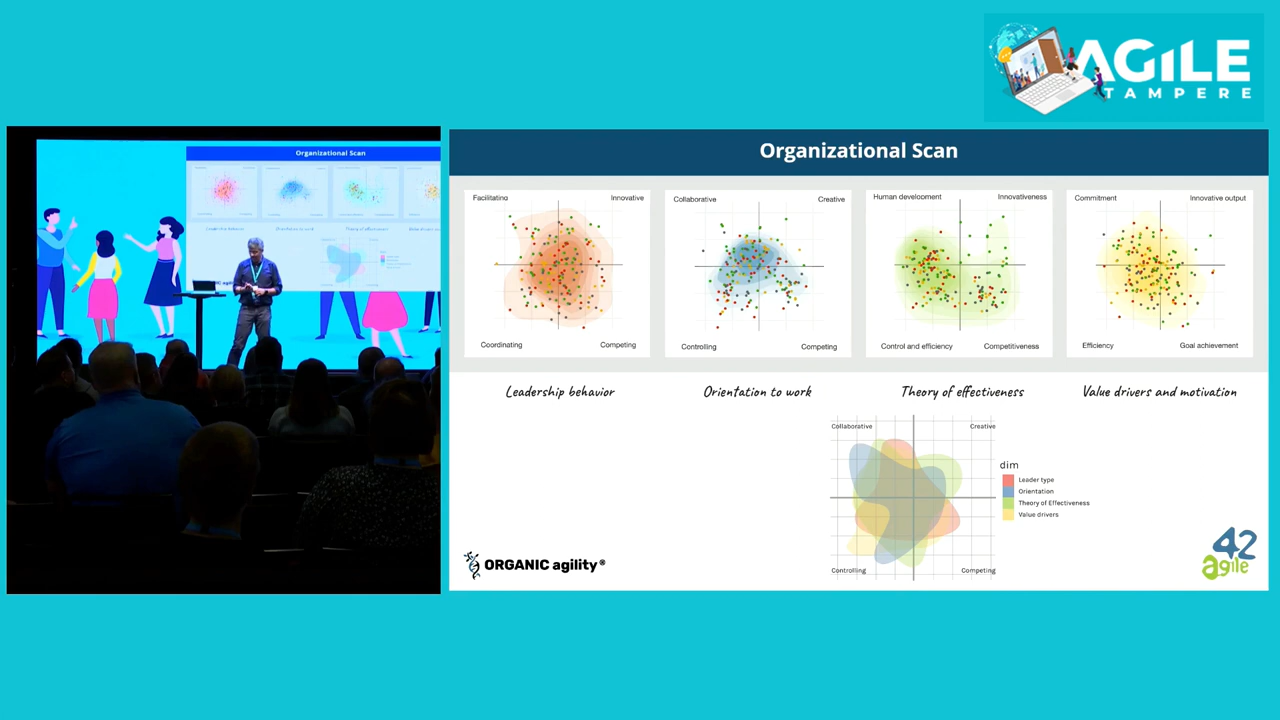 AGILE
TAMPERE
Organizational Scan
Organizational Scan
Facilitating
Innovative
Coordinating
Competing
Collaborative
Creative
Controlling
Competing
Human development
Innovativeness
Control and efficiency
Competitiveness
Commitment
Innovative output
Efficiency
Goal achievement
Leadership behavior
Orientation to work
Theory of effectiveness
Value drivers and motivation
Collaborative
Creative
Controlling
Competing
dim
Leader type
Orientation
Theory of Effectiveness
Value drivers
ORGANIC agility®
42
agile